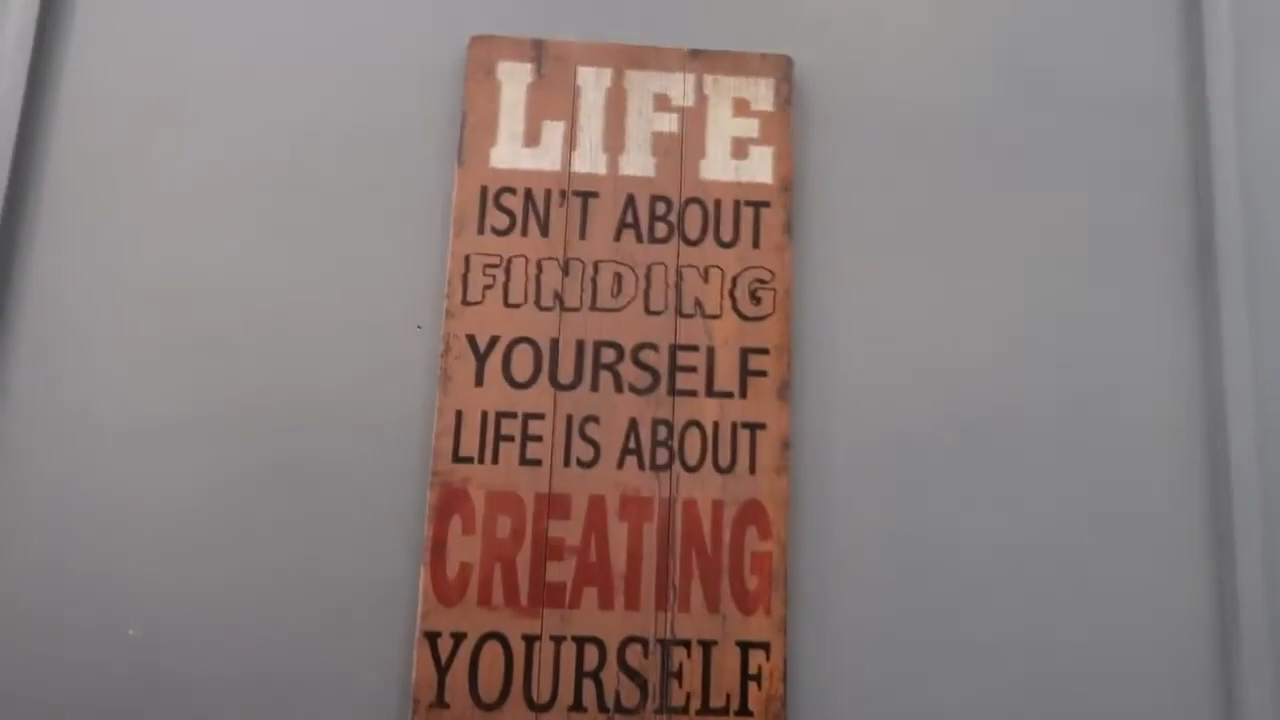 LIFE
ISN'T ABOUT
FINDING
YOURSELF
LIFE IS ABOUT
CREATING
YOURSELF